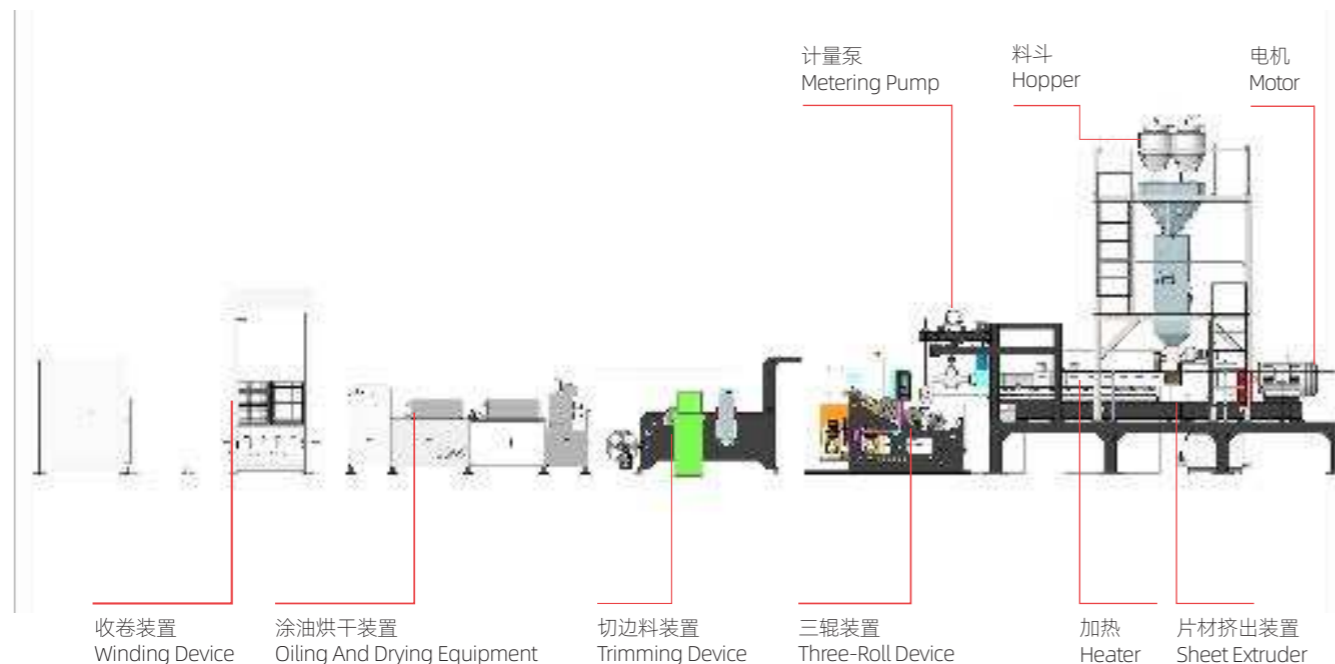 计量泵
Metering Pump
料斗
Hopper
电机
Motor
收卷装置
Winding Device
涂油烘干装置
Oiling And Drying Equipment
切边料装置
Trimming Device
三辊装置
Three-Roll Device
加热
Heater
片材挤出装置
Sheet Extruder